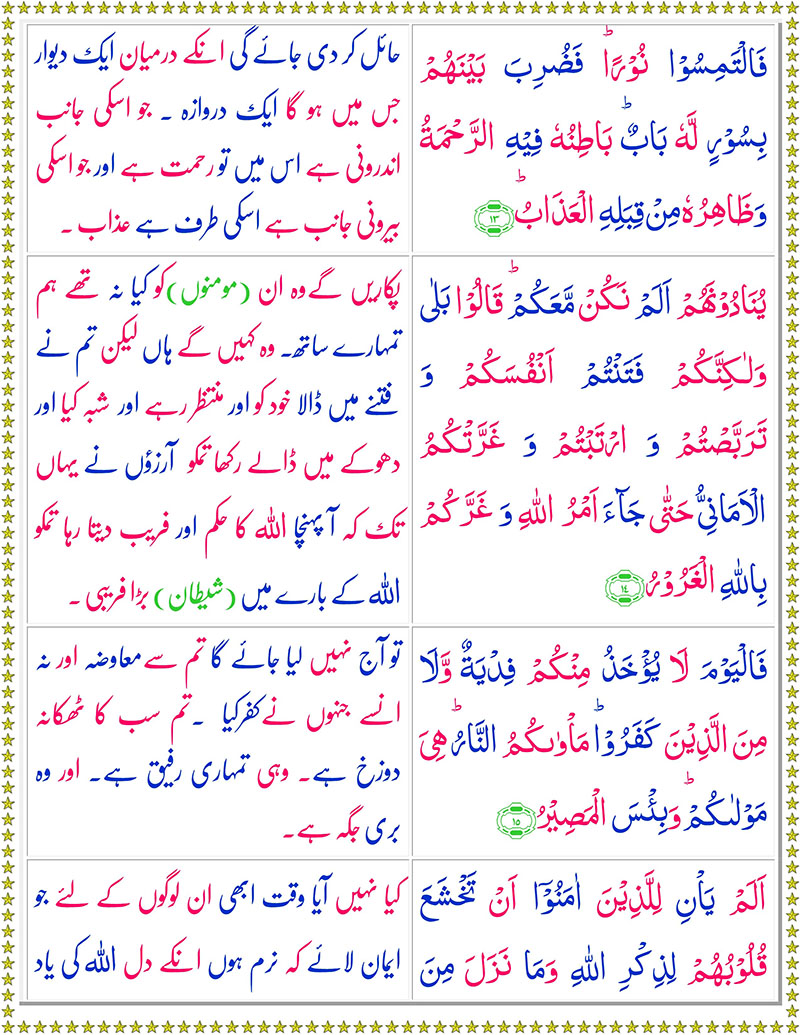 فَالۡتَمِسُوۡا نُوۡرًا ؕ فَضُرِبَ بَيۡنَهُمۡ
بِسُوۡرٍ لَّهٗ بَابٌ ؕ بَاطِنُهٗ فِيۡهِ الرَّحۡمَةُ
وَظَاهِرُهٗ مِنۡ قِبَلِهِ الۡعَذَابُ ؕ ۱۳
حائل کر دی جائے گی انکے درمیان ایک دیوار
جس میں ہو گا ایک دروازہ ۔ جو اسکی جانب
اندرونی ہے اس میں تو رحمت ہے اور جو اسکی
بیرونی جانب ہے اسکی طرف ہے عذاب ۔
يُنَادُوۡنَهُمۡ اَلَمۡ نَكُنۡ مَّعَكُمۡ ؕ قَالُوۡا بَلٰى
وَلٰـكِنَّكُمۡ فَتَنۡتُمۡ اَنۡفُسَكُمۡ وَ
تَرَبَّصۡتُمۡ وَ ارۡتَبۡتُمۡ وَ غَرَّتۡكُمُ
الۡاَمَانِىُّ حَتّٰى جَآءَ اَمۡرُ اللّٰهِ وَ غَرَّكُمۡ
بِاللّٰهِ الۡغَرُوۡرُ ۱٤
پکاریں گے وہ ان (مومنوں) کو کیا نہ تھے ہم
تمہارے ساتھ۔ وہ کہیں گے ہاں لیکن تم نے
فتنے میں ڈالا خود کو اور منتظر رہے اور شبہ کیا اور
دھوکے میں ڈالے رکھا تمکو آرزؤں نے یہاں
تک کہ آپہنچا اللہ کا حکم اور فریب دیتا رہا تمکو
اللہ کے بارے میں (شیطان) بڑا فریبی ۔
فَالۡيَوۡمَ لَا يُؤۡخَذُ مِنۡكُمۡ فِدۡيَةٌ وَّلَا
مِنَ الَّذِيۡنَ كَفَرُوۡا ؕ مَاۡوٰٮكُمُ النَّارُ ؕ هِىَ
مَوۡلٰٮكُمۡ ؕ وَبِئۡسَ الۡمَصِيۡرُ ۱۵
تو آج نہیں لیا جائے گا تم سے معاوضہ اور نہ
انسے جنہوں نے کفرکیا ۔ تم سب کا ٹھکانہ
دوزخ ہے۔ وہی تمہاری رفیق ہے۔ اور وہ
بری جگہ ہے۔
اَلَمۡ يَاۡنِ لِلَّذِيۡنَ اٰمَنُوۡۤا اَنۡ تَخۡشَعَ
قُلُوۡبُهُمۡ لِذِكۡرِ اللّٰهِ وَمَا نَزَلَ مِنَ
کیا نہیں آیا وقت ابھی ان لوگوں کے لئے جو
ایمان لائے کہ نرم ہوں انکے دل اللہ کی یاد